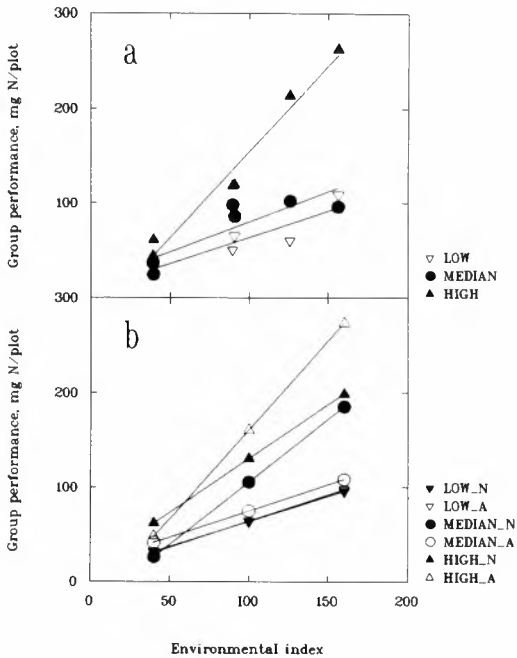 300
a
200
100
Group performance, mg N/plot
LOW
MEDIAN
HIGH
300
b
200
100
0
Group performance, mg N/plot
LOW_N
LOW_A
MEDIAN_N
MEDIAN_A
HIGH_N
HIGH_A
0 50 100 150 200
Environmental index